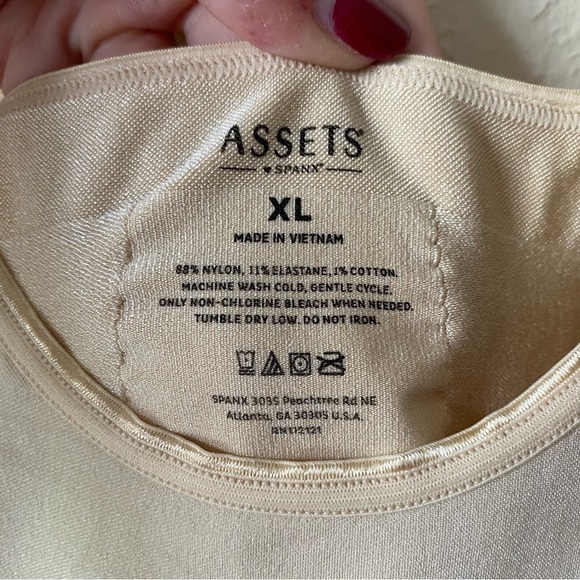 ASSETS®
♥ SPANX®
XL
MADE IN VIETNAM
88% NYLON, 11% ELASTANE, 1% COTTON.
MACHINE WASH COLD, GENTLE CYCLE.
ONLY NON-CHLORINE BLEACH WHEN NEEDED.
TUMBLE DRY LOW. DO NOT IRON.
SPANX 3035 Peachtree Rd NE
Atlanta, GA 30305 U.S.A.
RN112121